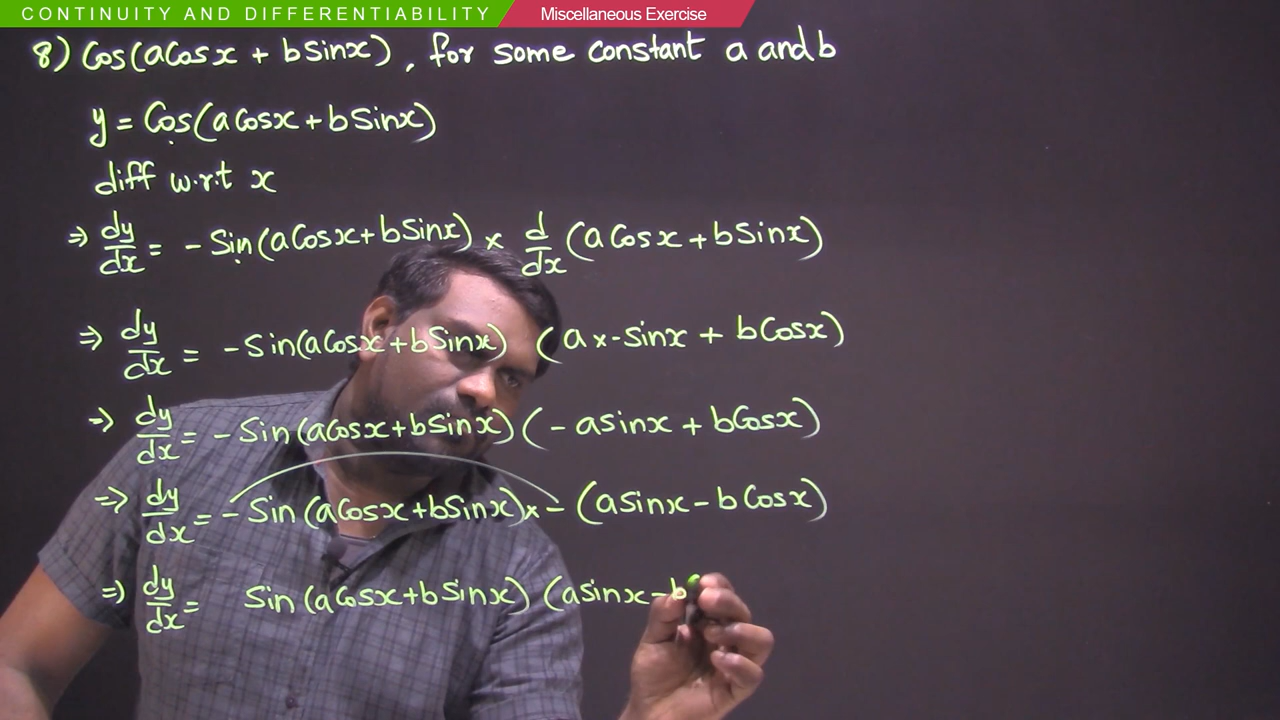 CONTINUITY AND DIFFERENTIABILITY Miscellaneous Exercise
8) Cos(aCosx + bSinx), for some constant a and b
y = Cos(aCosx + bSinx)
diff w.r.t x
⇒ dy/dx = - Sin(aCosx + bSinx) × d/dx (aCosx + bSinx)
⇒ dy/dx = - Sin(aCosx + bSinx) (a × - sinx + bCosx)
⇒ dy/dx = - Sin(aCosx + bSinx) (- asinx + bCosx)
⇒ dy/dx = - Sin(aCosx + bSinx) × - (asinx - bCosx)
⇒ dy/dx = Sin(aCosx + bSinx) (asinx - b